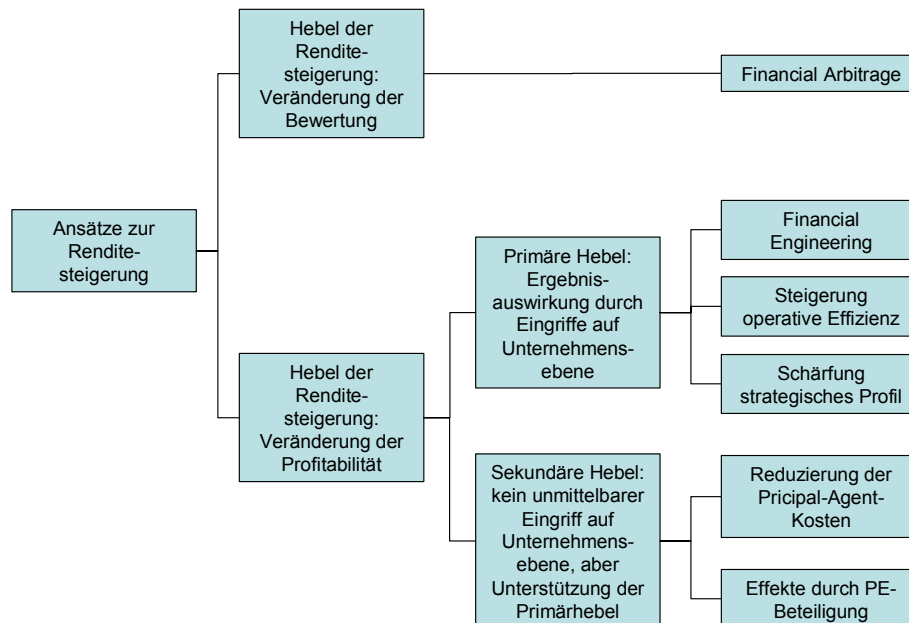 Ansätze zur
Rendite-
steigerung
Hebel der
Rendite-
steigerung:
Veränderung der
Bewertung
Financial Arbitrage
Hebel der
Rendite-
steigerung:
Veränderung der
Profitabilität
Primäre Hebel:
Ergebnis-
auswirkung durch
Eingriffe auf
Unternehmens-
ebene
Financial
Engineering
Steigerung
operative Effizienz
Schärfung
strategisches Profil
Sekundäre Hebel:
kein unmittelbarer
Eingriff auf
Unternehmens-
ebene, aber
Unterstützung der
Primärhebel
Reduzierung der
Pricipal-Agent-
Kosten
Effekte durch PE-
Beteiligung